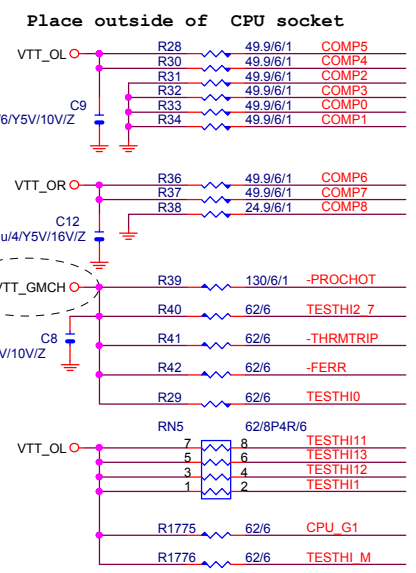 Place outside of CPU socket
VTT_OL
R28 49.9/6/1 COMP5
R30 49.9/6/1 COMP4
R31 49.9/6/1 COMP2
R32 49.9/6/1 COMP3
C9 R33 49.9/6/1 COMP0
/6/Y5V/10V/Z R34 49.9/6/1 COMP1
VTT_OR
R36 49.9/6/1 COMP6
R37 49.9/6/1 COMP7
R38 24.9/6/1 COMP8
C12
u/4/Y5V/16V/Z
VTT_GMCH
R39 130/6/1 -PROCHOT
R40 62/6 TESTHI2_7
C8 R41 62/6 -THRMTRIP
V/10V/Z
R42 62/6 -FERR
R29 62/6 TESTHI0
RN5 62/8P4R/6
VTT_OL
7 8 TESTHI11
5 6 TESTHI13
3 4 TESTHI12
1 2 TESTHI1
R1775 62/6 CPU_G1
R1776 62/6 TESTHI_M